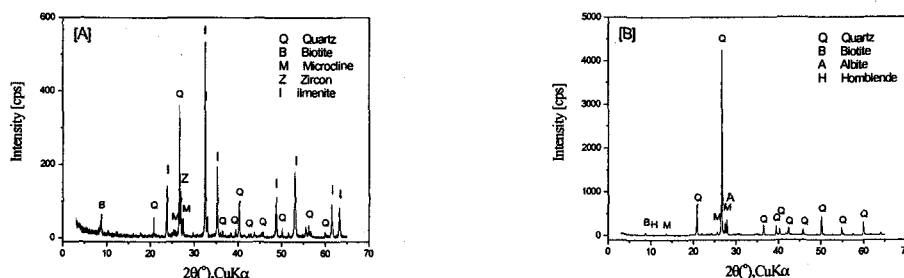 [A]
Q Quartz
B Biotite
M Microcline
Z Zircon
I ilmenite
Intensity [cps]
600
400
200
0
B
Q
I
M
Q
Z
M
I
I
I
Q
Q
Q
Q
Q
I
Q
I
Q
Q
I
I
0 10 20 30 40 50 60 70
2θ(°),CuKα
[B]
Q Quartz
B Biotite
A Albite
H Hornblende
Intensity [cps]
5000
4000
3000
2000
1000
0
B
H
M
Q
M
Q
A
M
Q
Q
Q
Q
Q
Q
Q
Q
0 10 20 30 40 50 60 70
2θ(°),CuKα